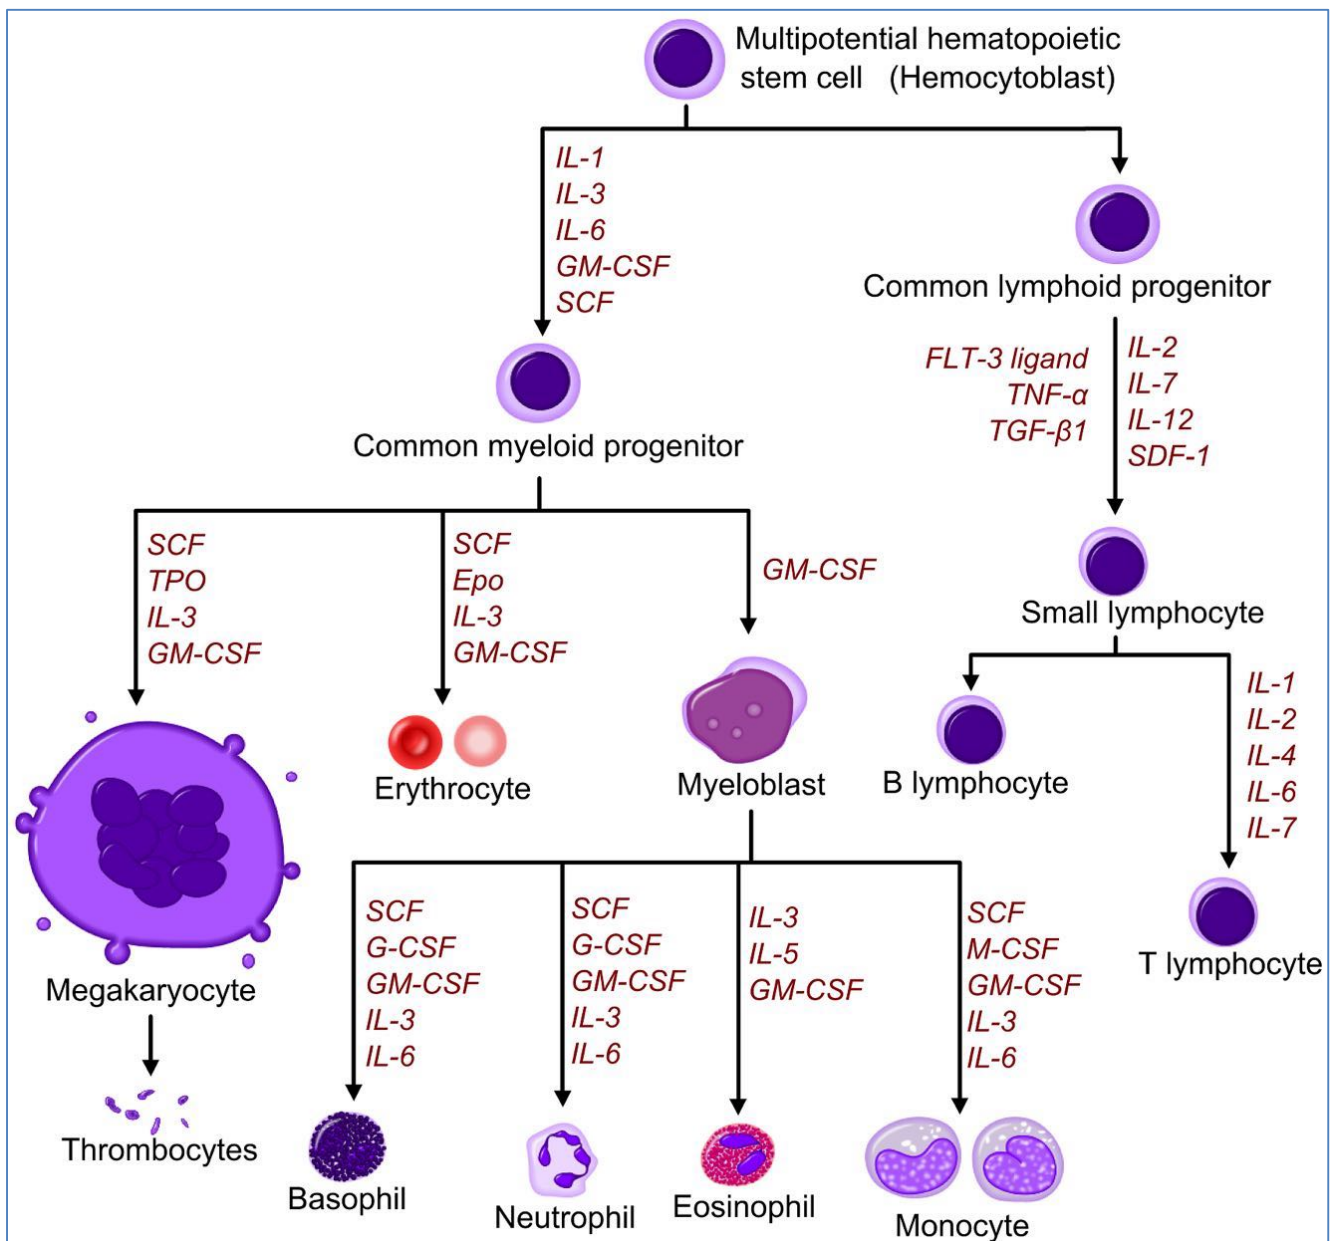 Multipotential hematopoietic
stem cell (Hemocytoblast)
IL-1
IL-3
IL-6
GM-CSF
SCF
Common lymphoid progenitor
FLT-3 ligand
TNF-α
TGF-β1
IL-2
IL-7
IL-12
SDF-1
Common myeloid progenitor
SCF
TPO
IL-3
GM-CSF
SCF
Epo
IL-3
GM-CSF
GM-CSF
Small lymphocyte
IL-1
IL-2
IL-4
IL-6
IL-7
Erythrocyte
Myeloblast
B lymphocyte
T lymphocyte
Megakaryocyte
SCF
G-CSF
GM-CSF
IL-3
IL-6
SCF
G-CSF
GM-CSF
IL-3
IL-6
IL-3
IL-5
GM-CSF
SCF
M-CSF
GM-CSF
IL-3
IL-6
Thrombocytes
Basophil
Neutrophil
Eosinophil
Monocyte